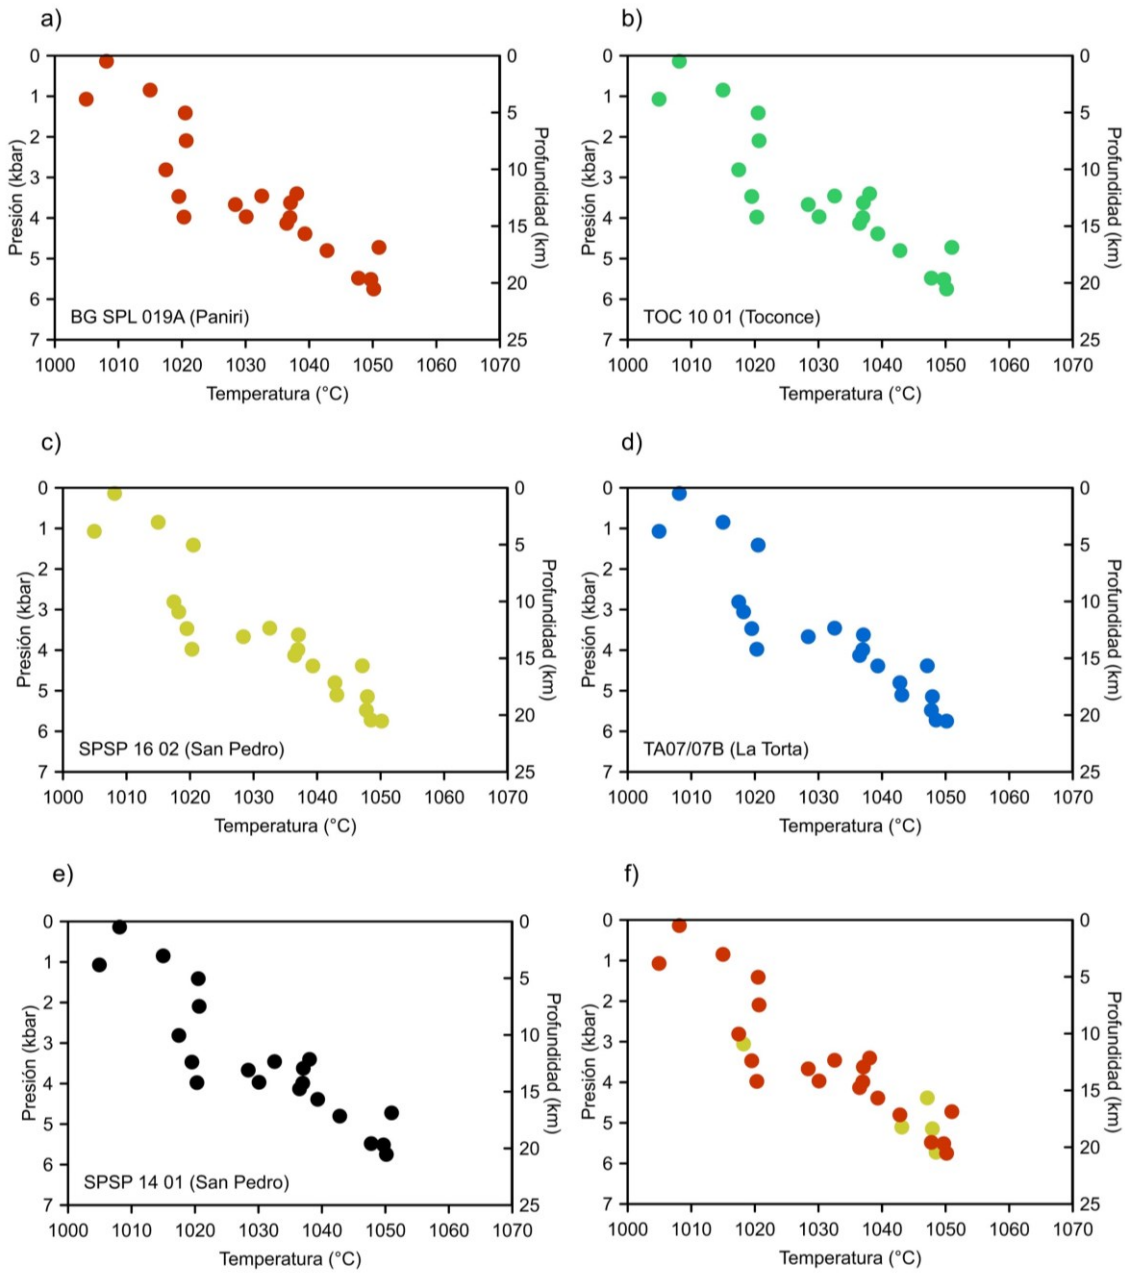 a)
0
1
2
3
4
5
6
7
Presión (kbar)
0
5
10
15
20
25
Profundidad (km)
BG SPL 019A (Paniri)
1000 1010 1020 1030 1040 1050 1060 1070
Temperatura (°C)
b)
0
1
2
3
4
5
6
7
Presión (kbar)
0
5
10
15
20
25
Profundidad (km)
TOC 10 01 (Toconce)
1000 1010 1020 1030 1040 1050 1060 1070
Temperatura (°C)
c)
0
1
2
3
4
5
6
7
Presión (kbar)
0
5
10
15
20
25
Profundidad (km)
SPSP 16 02 (San Pedro)
1000 1010 1020 1030 1040 1050 1060 1070
Temperatura (°C)
d)
0
1
2
3
4
5
6
7
Presión (kbar)
0
5
10
15
20
25
Profundidad (km)
TA07/07B (La Torta)
1000 1010 1020 1030 1040 1050 1060 1070
Temperatura (°C)
e)
0
1
2
3
4
5
6
7
Presión (kbar)
0
5
10
15
20
25
Profundidad (km)
SPSP 14 01 (San Pedro)
1000 1010 1020 1030 1040 1050 1060 1070
Temperatura (°C)
f)
0
1
2
3
4
5
6
7
Presión (kbar)
0
5
10
15
20
25
Profundidad (km)
1000 1010 1020 1030 1040 1050 1060 1070
Temperatura (°C)